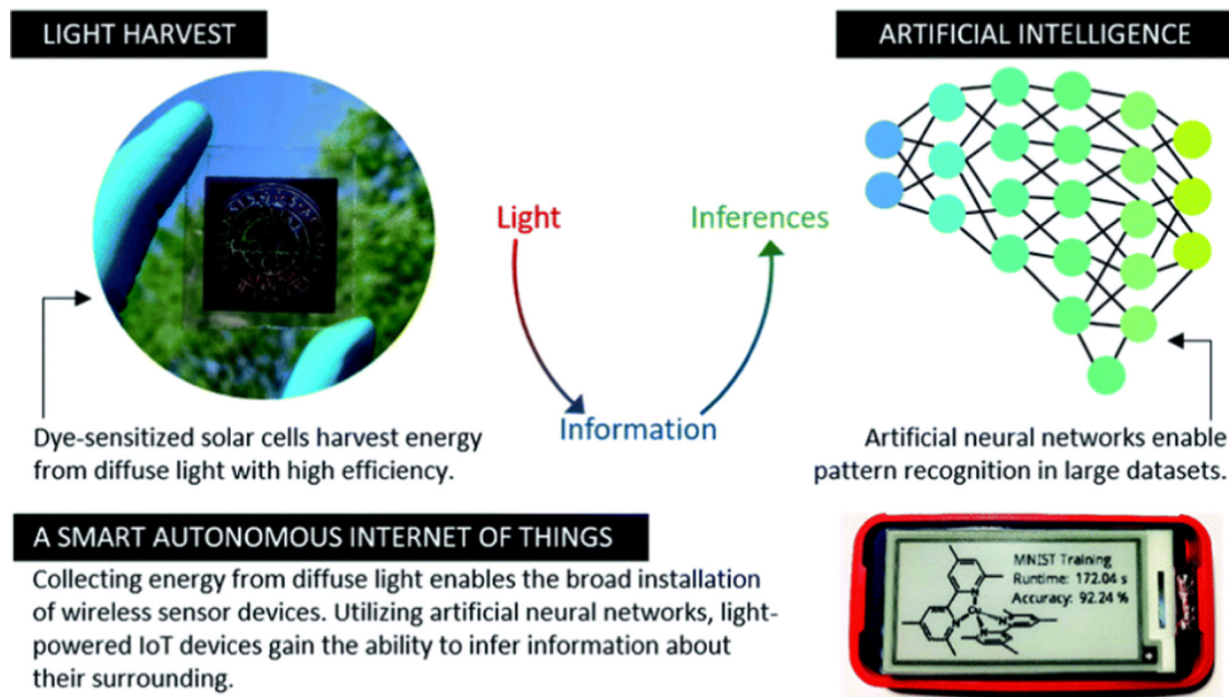 LIGHT HARVEST
ARTIFICIAL INTELLIGENCE
Light
Inferences
Information
Dye-sensitized solar cells harvest energy
from diffuse light with high efficiency.
Artificial neural networks enable
pattern recognition in large datasets.
A SMART AUTONOMOUS INTERNET OF THINGS
Collecting energy from diffuse light enables the broad installation
of wireless sensor devices. Utilizing artificial neural networks, light-
powered IoT devices gain the ability to infer information about
their surrounding.
MNIST Training
Runtime: 172.04 s
Accuracy: 92.24 %